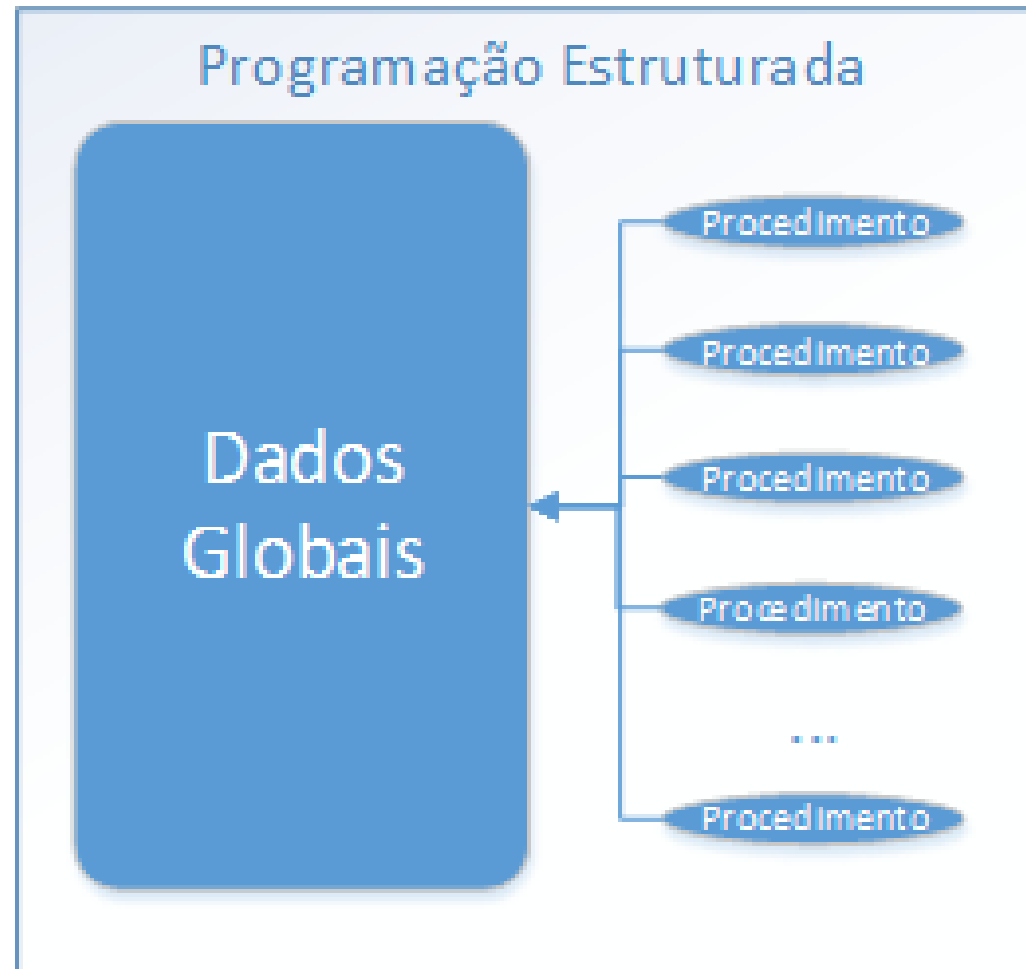 Programação Estruturada
Dados
Globais
Procedimento
Procedimento
Procedimento
Procedimento
...
Procedimento